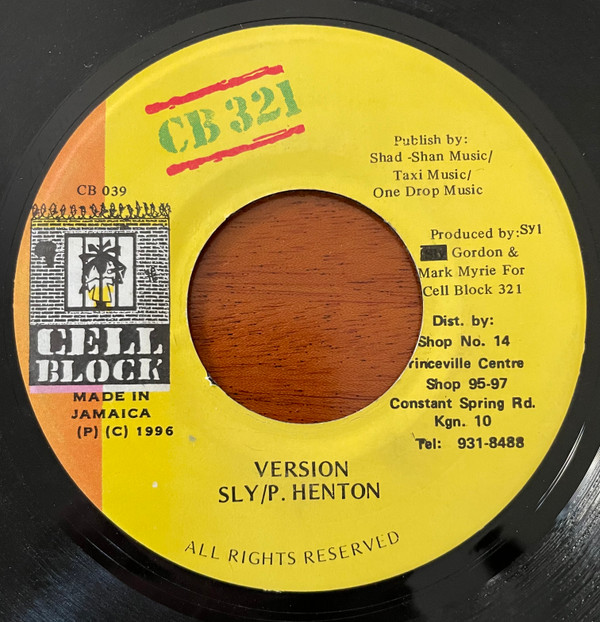 CB 321
Publish by:
Shad -Shan Music/
Taxi Music/
One Drop Music
CB 039
Produced by:Syl
Gordon &
Mark Myrie For
Cell Block 321
CELL
BLOCK
Dist. by:
Shop No. 14
rinceville Centre
Shop 95-97
Constant Spring Rd.
Kgn. 10
Tel: 931-8488
MADE IN
JAMAICA
(P) (C) 1996
VERSION
SLY/P. HENTON
ALL RIGHTS RESERVED